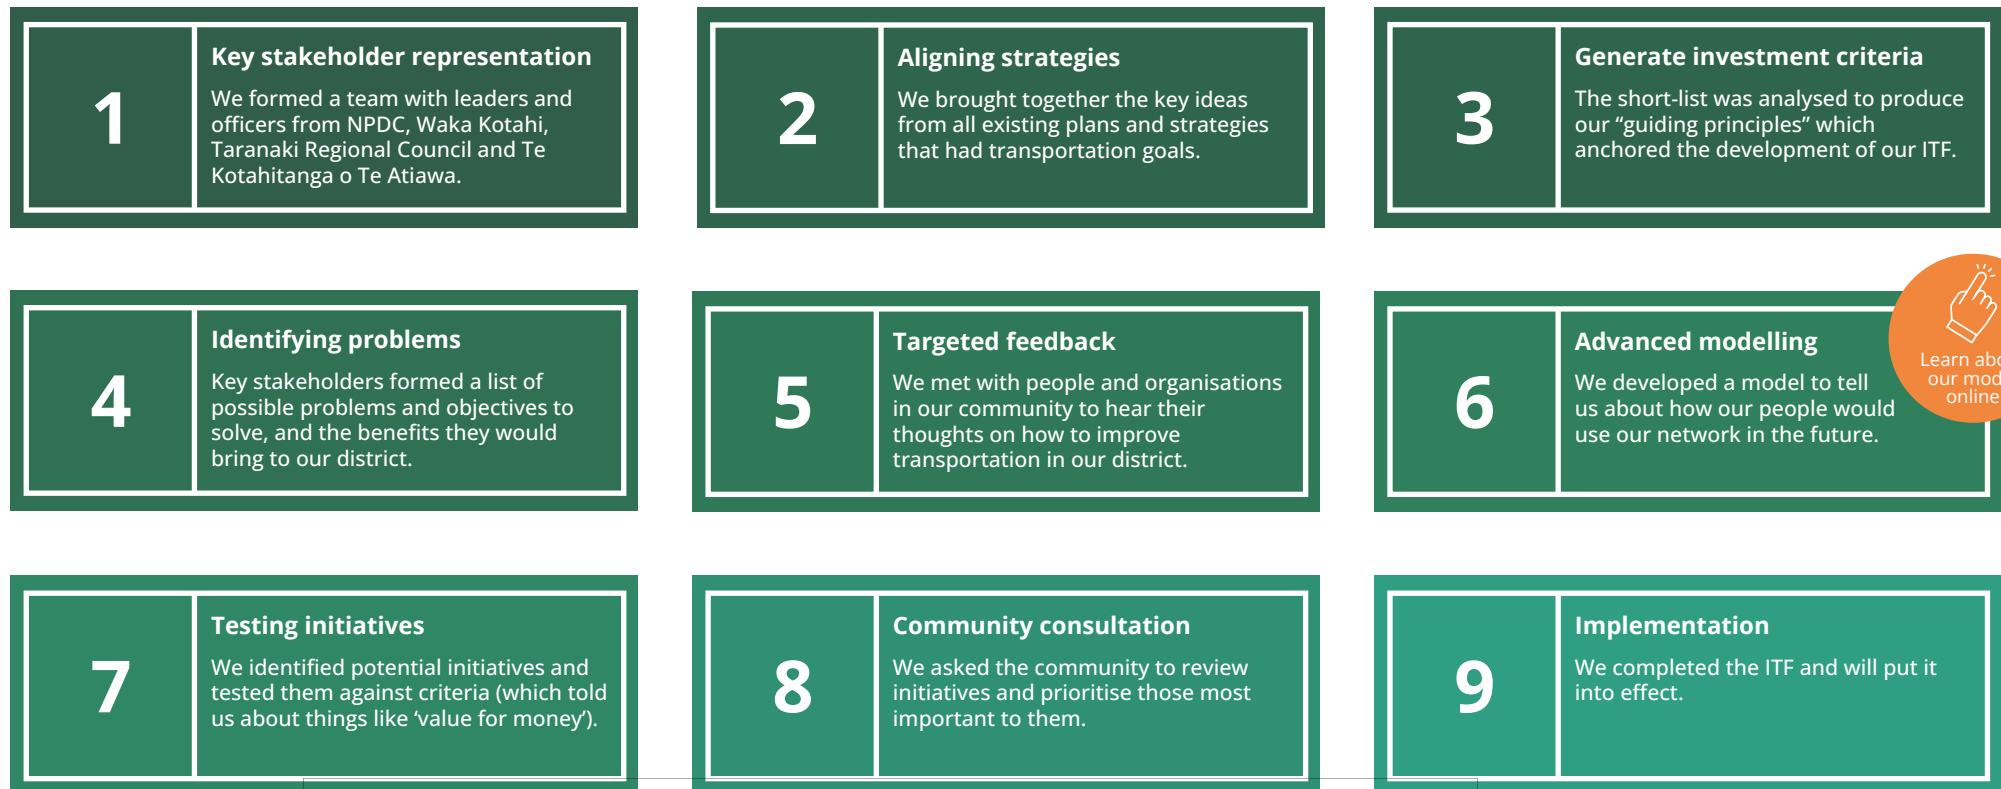 1
Key stakeholder representation
We formed a team with leaders and
officers from NPDC, Waka Kotahi,
Taranaki Regional Council and Te
Kotahitanga o Te Atiawa.
2
Aligning strategies
We brought together the key ideas
from all existing plans and strategies
that had transportation goals.
3
Generate investment criteria
The short-list was analysed to produce
our “guiding principles” which
anchored the development of our ITF.
4
Identifying problems
Key stakeholders formed a list of
possible problems and objectives to
solve, and the benefits they would
bring to our district.
5
Targeted feedback
We met with people and organisations
in our community to hear their
thoughts on how to improve
transportation in our district.
6
Advanced modelling
We developed a model to tell
us about how our people would
use our network in the future.
Learn
our
online
7
Testing initiatives
We identified potential initiatives and
tested them against criteria (which told
us about things like ‘value for money’).
8
Community consultation
We asked the community to review
initiatives and prioritise those most
important to them.
9
Implementation
We completed the ITF and will put it
into effect.